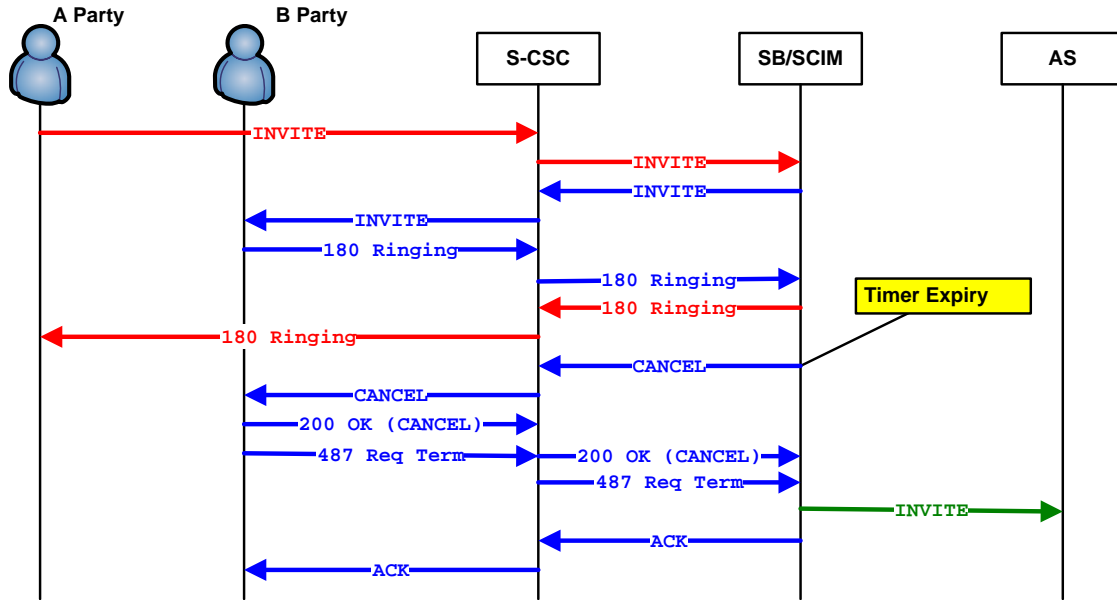 A Party
B Party
S-CSC
SB/SCIM
AS
INVITE
INVITE
INVITE
INVITE
180 Ringing
180 Ringing
Timer Expiry
180 Ringing
180 Ringing
CANCEL
CANCEL
200 OK (CANCEL)
487 Req Term
200 OK (CANCEL)
487 Req Term
INVITE
ACK
ACK